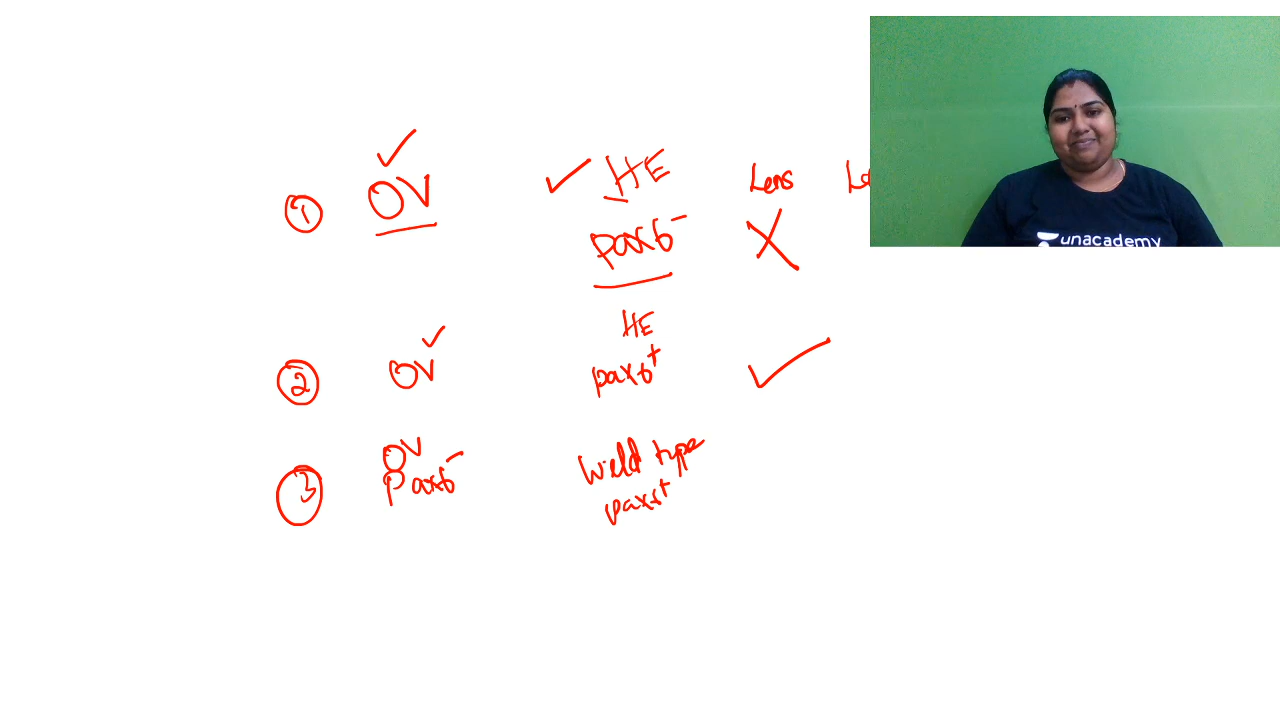 ① OV ✓ HE Lens
pax6⁻ X
HE
② OV ✓ pax6⁺ ✓
OV
③ Pax6⁻ Wild type
pax6⁺
unacademy